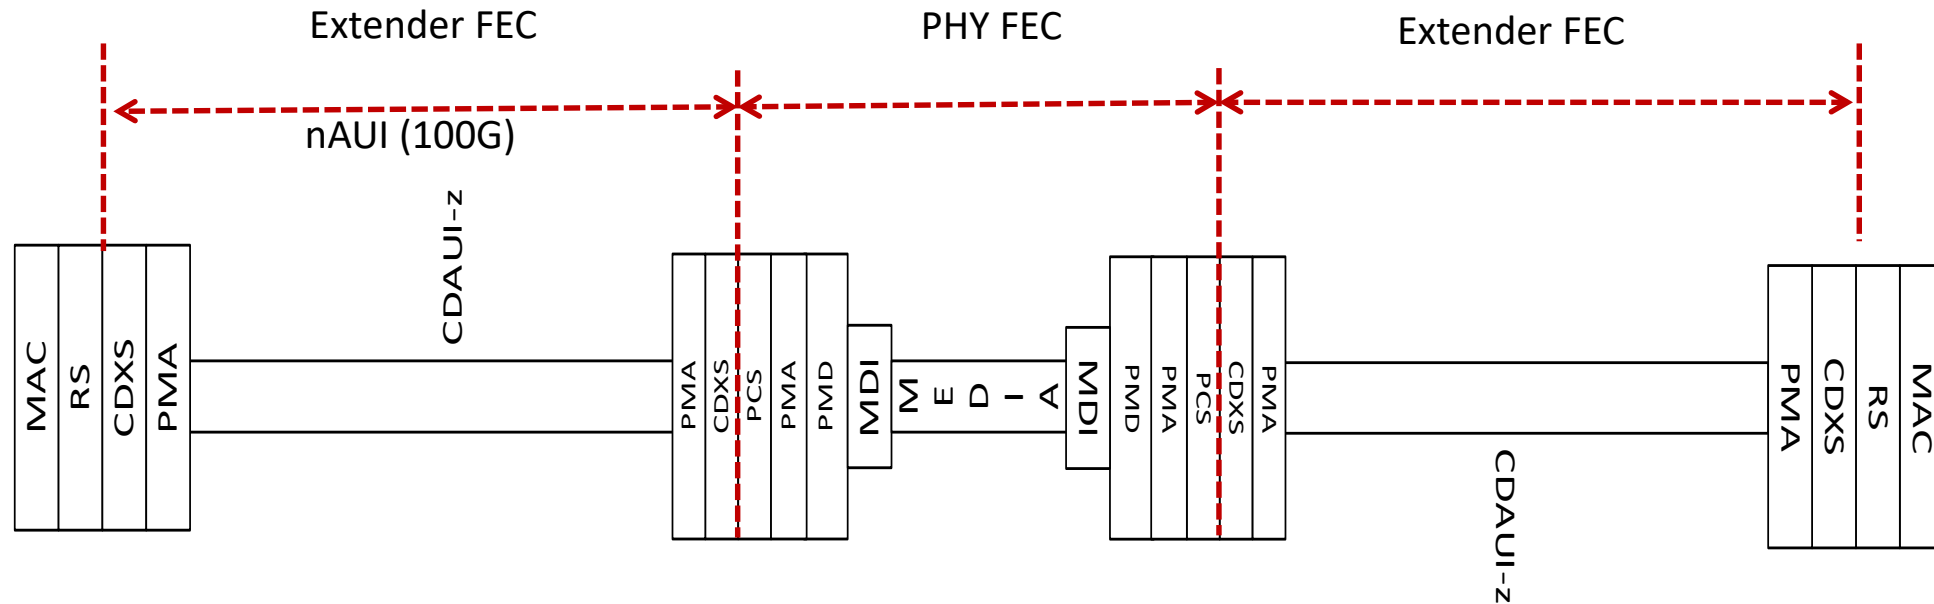 Extender FEC
PHY FEC
Extender FEC
nAUI (100G)
CDAUI-z
MAC
RS
CDXS
PMA
PMA
CDXS
PCS
PMA
PMD
MDI
MEDIA
MDI
PMD
PMA
PCS
CDXS
PMA
PMA
CDXS
RS
MAC
CDAUI-z